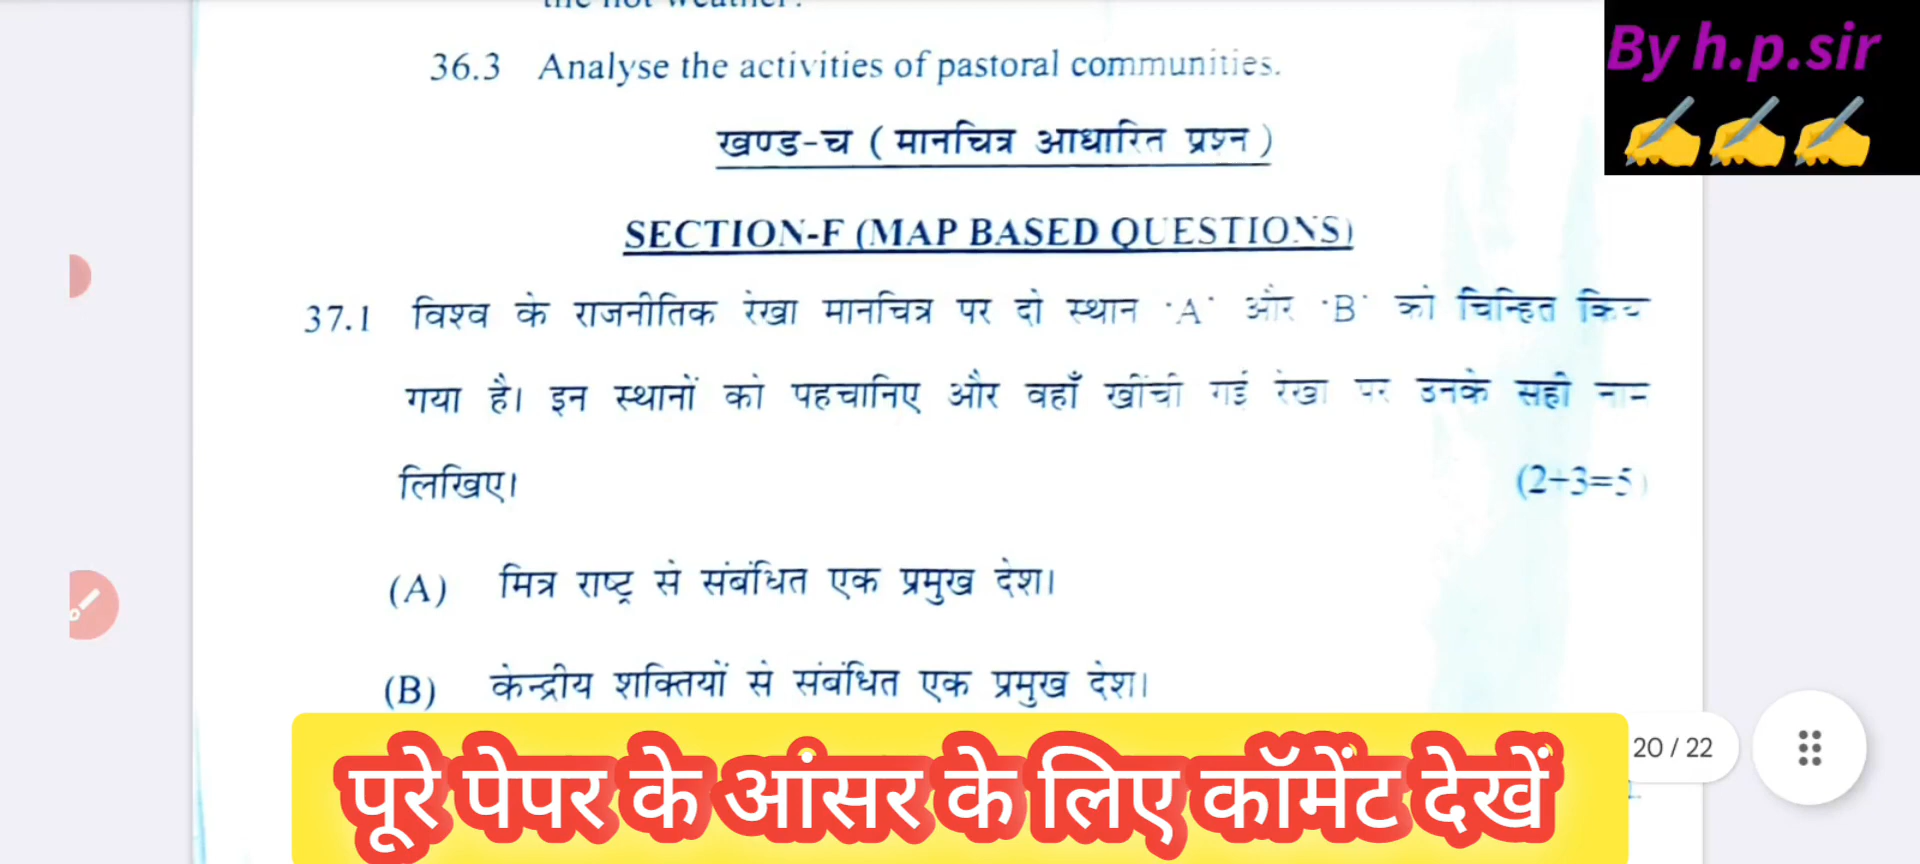 36.3 Analyse the activities of pastoral communities.
By h.p.sir
खण्ड-च ( मानचित्र आधारित प्रश्न )
SECTION-F (MAP BASED QUESTIONS)
37.1 विश्व के राजनीतिक रेखा मानचित्र पर दो स्थान 'A' और 'B' को चिन्हित
गया है। इन स्थानों को पहचानिए और वहाँ खींची गई रेखा पर उनके सही
लिखिए। (2+3=5)
(A) मित्र राष्ट्र से संबंधित एक प्रमुख देश।
(B) केन्द्रीय शक्तियों से संबंधित एक प्रमुख देश।
20 / 22
पूरे पेपर के आंसर के लिए कॉमेंट देखें